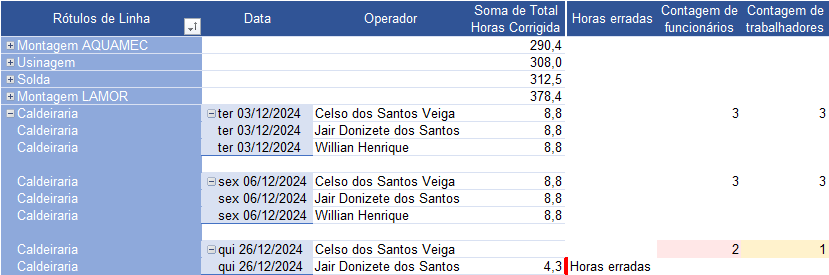 Rótulos de Linha Data Operador Soma de Total Horas Corrigida Horas erradas Contagem de funcionários Contagem de trabalhadores
Montagem AQUAMEC 290,4
Usinagem 308,0
Solda 312,5
Montagem LAMOR 378,4
Caldeiraria ter 03/12/2024 Celso dos Santos Veiga 8,8 3 3
Caldeiraria ter 03/12/2024 Jair Donizete dos Santos 8,8
Caldeiraria ter 03/12/2024 Willian Henrique 8,8
Caldeiraria sex 06/12/2024 Celso dos Santos Veiga 8,8 3 3
Caldeiraria sex 06/12/2024 Jair Donizete dos Santos 8,8
Caldeiraria sex 06/12/2024 Willian Henrique 8,8
Caldeiraria qui 26/12/2024 Celso dos Santos Veiga 2 1
Caldeiraria qui 26/12/2024 Jair Donizete dos Santos 4,3 Horas erradas